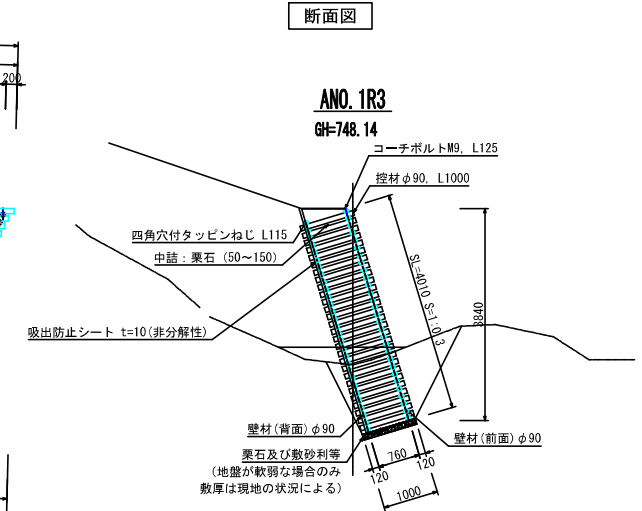 断面図
200
ANO.1R3
GH=748.14
コーチボルトM9, L125
控材φ90, L1000
四角穴付タッピンねじ L115
中詰:栗石(50~150)
SL=4010 S=1:0.3
3840
吸出防止シート t=10(非分解性)
壁材(背面)φ90
壁材(前面)φ90
栗石及び敷砂利等
(地盤が軟弱な場合のみ
敷厚は現地の状況による)
760
120
120
1000